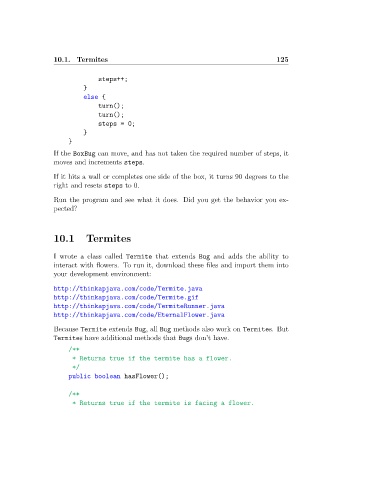 10.1. Termites 125
steps++;
}
else {
turn();
turn();
steps = 0;
}
}
If the BoxBug can move, and has not taken the required number of steps, it
moves and increments steps.
If it hits a wall or completes one side of the box, it turns 90 degrees to the
right and resets steps to 0.
Run the program and see what it does. Did you get the behavior you ex-
pected?
10.1 Termites
I wrote a class called Termite that extends Bug and adds the ability to
interact with flowers. To run it, download these files and import them into
your development environment:
http://thinkapjava.com/code/Termite.java
http://thinkapjava.com/code/Termite.gif
http://thinkapjava.com/code/TermiteRunner.java
http://thinkapjava.com/code/EternalFlower.java
Because Termite extends Bug, all Bug methods also work on Termites. But
Termites have additional methods that Bugs don't have.
/**
* Returns true if the termite has a flower.
*/
public boolean hasFlower();
/**
* Returns true if the termite is facing a flower.